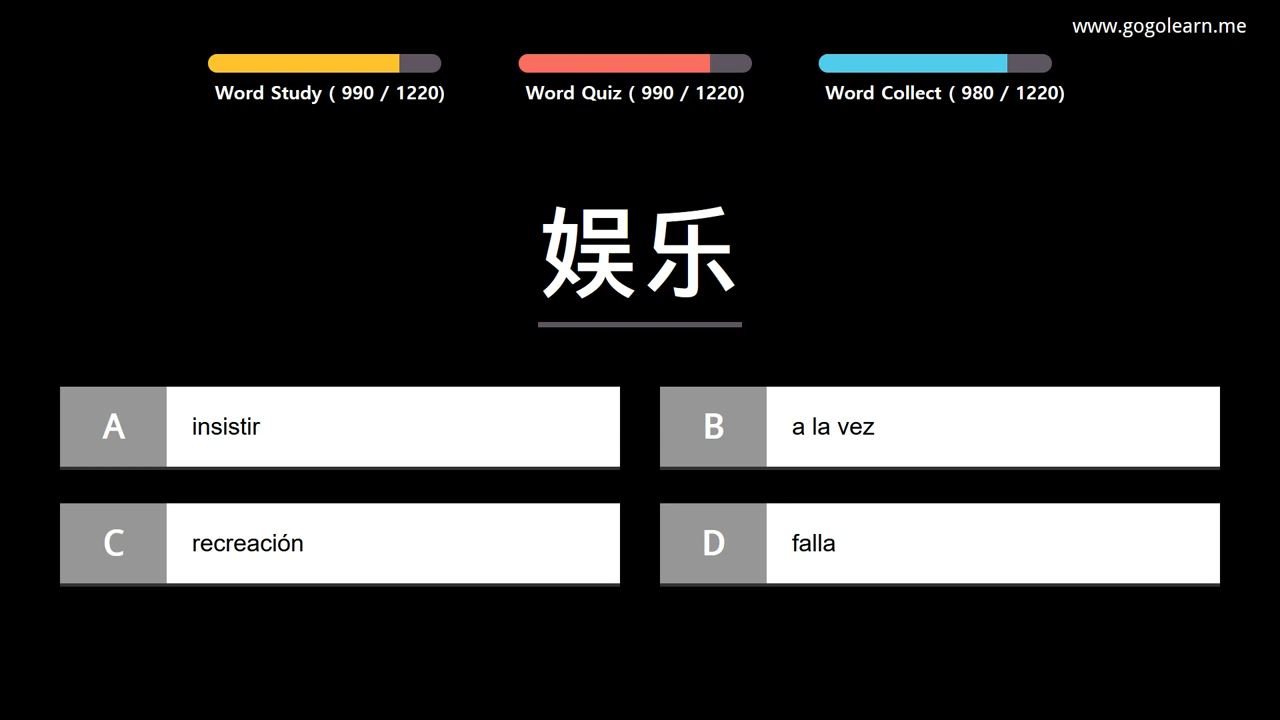 www.gogolearn.me
Word Study ( 990 / 1220)
Word Quiz ( 990 / 1220)
Word Collect ( 980 / 1220)
娱乐
A insistir
B a la vez
C recreación
D falla